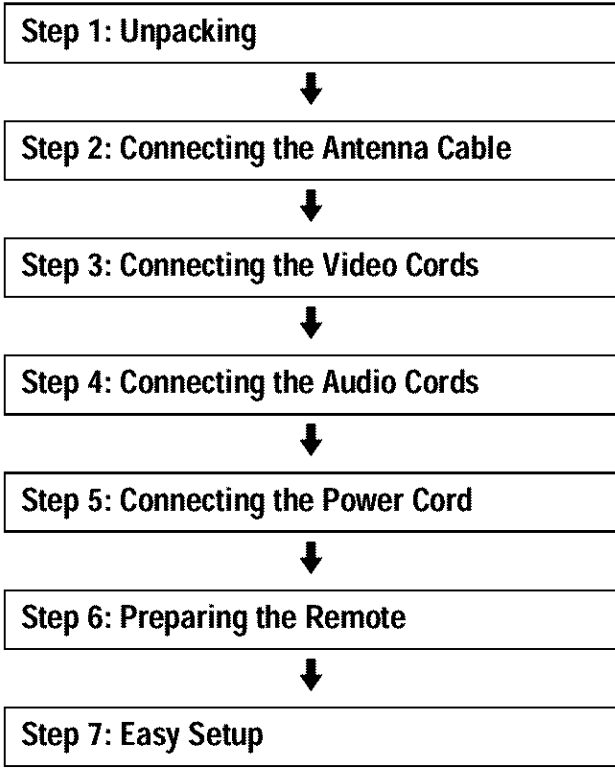 Step 1: Unpacking
Step 2: Connecting the Antenna Cable
Step 3: Connecting the Video Cords
Step 4: Connecting the Audio Cords
Step 5: Connecting the Power Cord
Step 6: Preparing the Remote
Step 7: Easy Setup